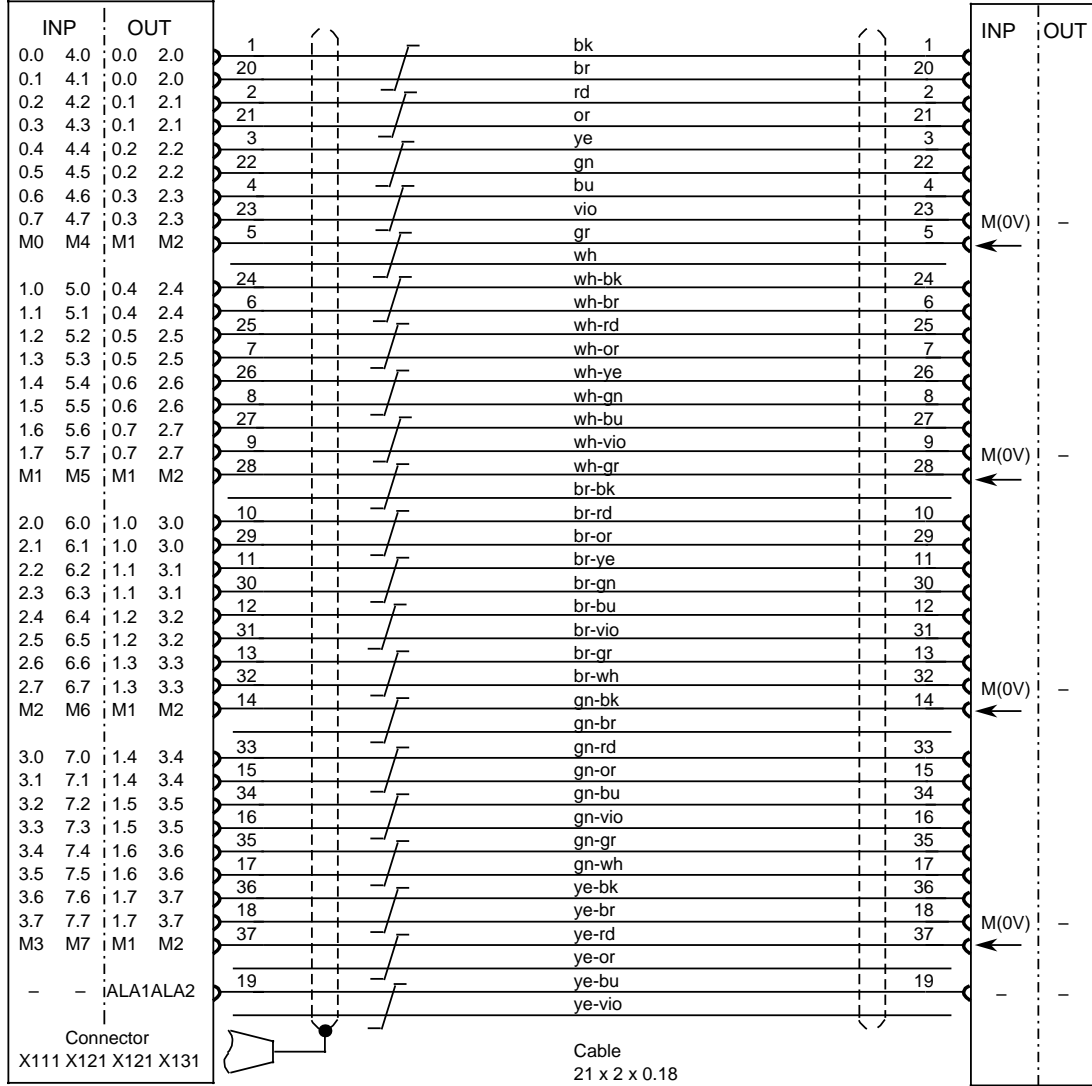 INP OUT INP OUT
0.0 4.0 0.0 2.0 1 bk 1
0.1 4.1 0.0 2.0 20 br 20
0.2 4.2 0.1 2.1 2 rd 2
0.3 4.3 0.1 2.1 21 or 21
0.4 4.4 0.2 2.2 3 ye 3
0.5 4.5 0.2 2.2 22 gn 22
0.6 4.6 0.3 2.3 4 bu 4
0.7 4.7 0.3 2.3 23 vio 23 M(0V) –
M0 M4 M1 M2 5 gr 5
wh
1.0 5.0 0.4 2.4 24 wh-bk 24
1.1 5.1 0.4 2.4 6 wh-br 6
1.2 5.2 0.5 2.5 25 wh-rd 25
1.3 5.3 0.5 2.5 7 wh-or 7
1.4 5.4 0.6 2.6 26 wh-ye 26
1.5 5.5 0.6 2.6 8 wh-gn 8
1.6 5.6 0.7 2.7 27 wh-bu 27
1.7 5.7 0.7 2.7 9 wh-vio 9 M(0V) –
M1 M5 M1 M2 28 wh-gr 28
br-bk
2.0 6.0 1.0 3.0 10 br-rd 10
2.1 6.1 1.0 3.0 29 br-or 29
2.2 6.2 1.1 3.1 11 br-ye 11
2.3 6.3 1.1 3.1 30 br-gn 30
2.4 6.4 1.2 3.2 12 br-bu 12
2.5 6.5 1.2 3.2 31 br-vio 31
2.6 6.6 1.3 3.3 13 br-gr 13
2.7 6.7 1.3 3.3 32 br-wh 32 M(0V) –
M2 M6 M1 M2 14 gn-bk 14
gn-br
3.0 7.0 1.4 3.4 33 gn-rd 33
3.1 7.1 1.4 3.4 15 gn-or 15
3.2 7.2 1.5 3.5 34 gn-bu 34
3.3 7.3 1.5 3.5 16 gn-vio 16
3.4 7.4 1.6 3.6 35 gn-gr 35
3.5 7.5 1.6 3.6 17 gn-wh 17
3.6 7.6 1.7 3.7 36 ye-bk 36
3.7 7.7 1.7 3.7 18 ye-br 18 M(0V) –
M3 M7 M1 M2 37 ye-rd 37
ye-or
– – ALA1 ALA2 19 ye-bu 19 – –
ye-vio
Connector
X111 X121 X121 X131
Cable
21 x 2 x 0.18